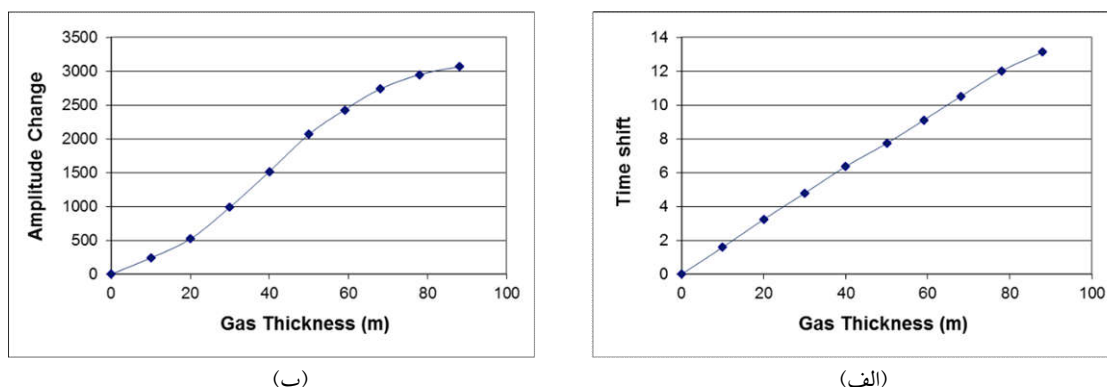 3500
3000
2500
2000
1500
1000
500
0
Amplitude Change
0 20 40 60 80 100
Gas Thickness (m)
(ب)
14
12
10
8
6
4
2
0
Time shift
0 20 40 60 80 100
Gas Thickness (m)
(الف)